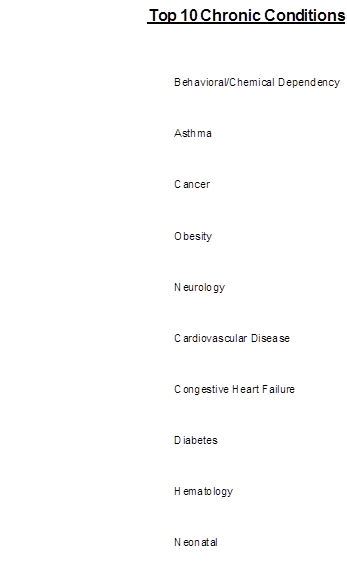 Top 10 Chronic Conditions
Behavioral/Chemical Dependency
Asthma
Cancer
Obesity
Neurology
Cardiovascular Disease
Congestive Heart Failure
Diabetes
Hematology
Neonatal